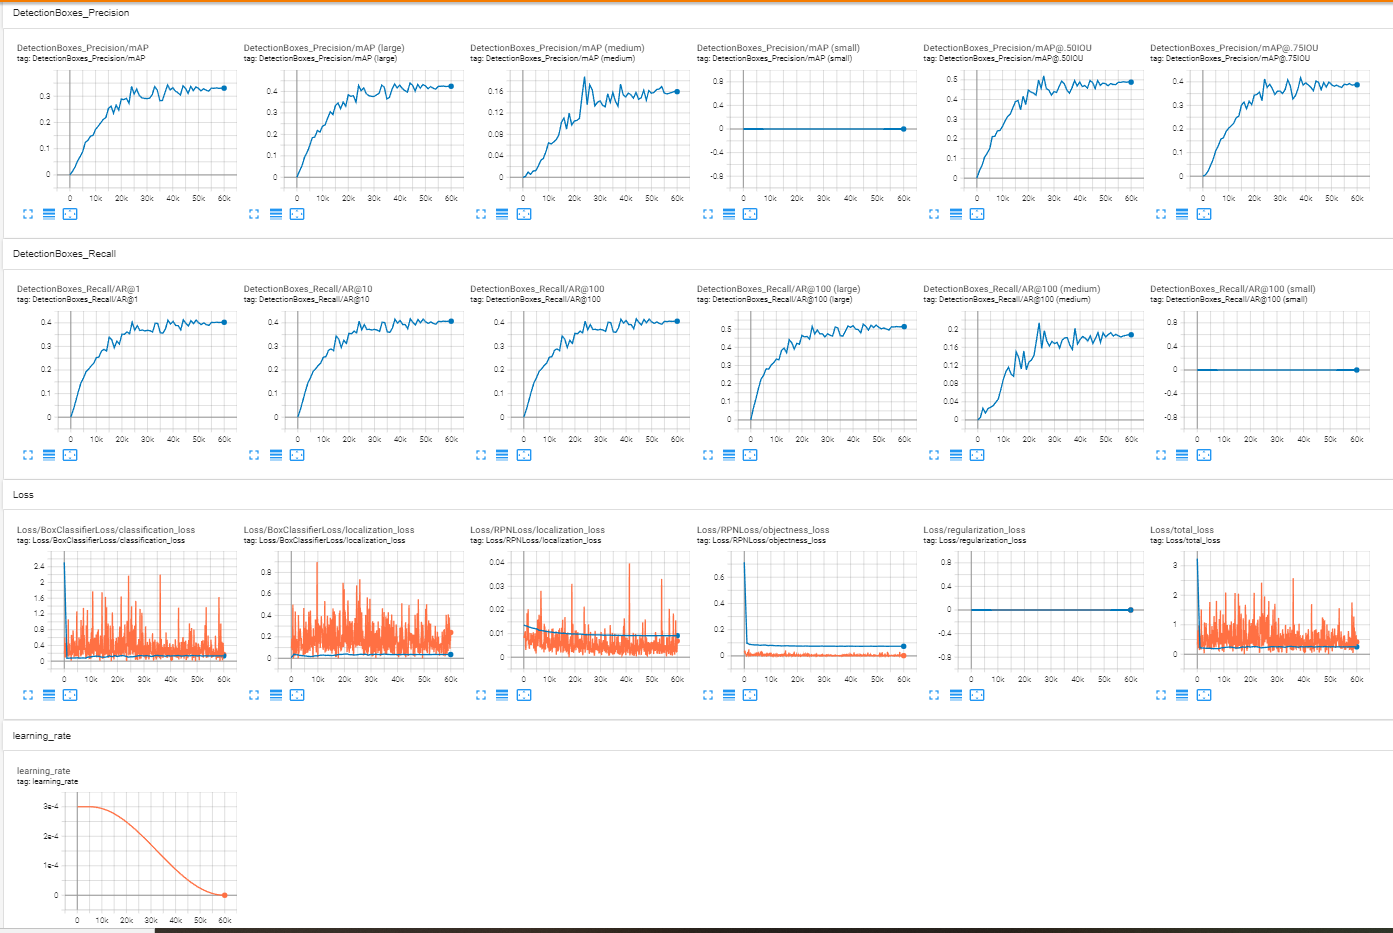 DetectionBoxes_Precision
DetectionBoxes_Precision/mAP
tag: DetectionBoxes_Precision/mAP
0.3
0.2
0.1
0
0 10k 20k 30k 40k 50k 60k
DetectionBoxes_Precision/mAP (large)
tag: DetectionBoxes_Precision/mAP (large)
0.4
0.3
0.2
0.1
0
0 10k 20k 30k 40k 50k 60k
DetectionBoxes_Precision/mAP (medium)
tag: DetectionBoxes_Precision/mAP (medium)
0.16
0.12
0.08
0.04
0
0 10k 20k 30k 40k 50k 60k
DetectionBoxes_Precision/mAP (small)
tag: DetectionBoxes_Precision/mAP (small)
0.8
0.4
0
-0.4
-0.8
0 10k 20k 30k 40k 50k 60k
DetectionBoxes_Precision/mAP@.50IOU
tag: DetectionBoxes_Precision/mAP@.50IOU
0.5
0.4
0.3
0.2
0.1
0
0 10k 20k 30k 40k 50k 60k
DetectionBoxes_Precision/mAP@.75IOU
tag: DetectionBoxes_Precision/mAP@.75IOU
0.4
0.3
0.2
0.1
0
0 10k 20k 30k 40k 50k 60k
DetectionBoxes_Recall
DetectionBoxes_Recall/AR@1
tag: DetectionBoxes_Recall/AR@1
0.4
0.3
0.2
0.1
0
0 10k 20k 30k 40k 50k 60k
DetectionBoxes_Recall/AR@10
tag: DetectionBoxes_Recall/AR@10
0.4
0.3
0.2
0.1
0
0 10k 20k 30k 40k 50k 60k
DetectionBoxes_Recall/AR@100
tag: DetectionBoxes_Recall/AR@100
0.4
0.3
0.2
0.1
0
0 10k 20k 30k 40k 50k 60k
DetectionBoxes_Recall/AR@100 (large)
tag: DetectionBoxes_Recall/AR@100 (large)
0.5
0.4
0.3
0.2
0.1
0
0 10k 20k 30k 40k 50k 60k
DetectionBoxes_Recall/AR@100 (medium)
tag: DetectionBoxes_Recall/AR@100 (medium)
0.2
0.16
0.12
0.08
0.04
0
0 10k 20k 30k 40k 50k 60k
DetectionBoxes_Recall/AR@100 (small)
tag: DetectionBoxes_Recall/AR@100 (small)
0.8
0.4
0
-0.4
-0.8
0 10k 20k 30k 40k 50k 60k
Loss
Loss/BoxClassifierLoss/classification_loss
tag: Loss/BoxClassifierLoss/classification_loss
2.4
2
1.6
1.2
0.8
0.4
0
0 10k 20k 30k 40k 50k 60k
Loss/BoxClassifierLoss/localization_loss
tag: Loss/BoxClassifierLoss/localization_loss
0.8
0.6
0.4
0.2
0
0 10k 20k 30k 40k 50k 60k
Loss/RPNLoss/localization_loss
tag: Loss/RPNLoss/localization_loss
0.04
0.03
0.02
0.01
0
0 10k 20k 30k 40k 50k 60k
Loss/RPNLoss/objectness_loss
tag: Loss/RPNLoss/objectness_loss
0.6
0.4
0.2
0
0 10k 20k 30k 40k 50k 60k
Loss/regularization_loss
tag: Loss/regularization_loss
0.8
0.4
0
-0.4
-0.8
0 10k 20k 30k 40k 50k 60k
Loss/total_loss
tag: Loss/total_loss
3
2
1
0
0 10k 20k 30k 40k 50k 60k
learning_rate
learning_rate
tag: learning_rate
3e-4
2e-4
1e-4
0
0 10k 20k 30k 40k 50k 60k